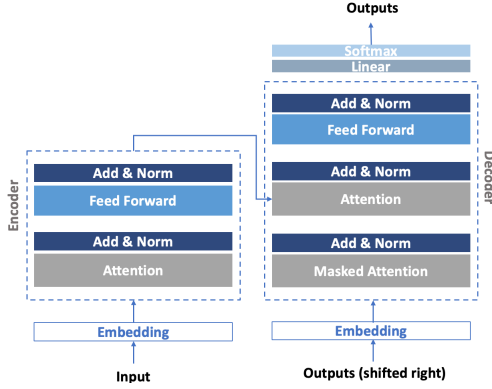 Outputs
Softmax
Linear
Add & Norm
Feed Forward
Add & Norm
Attention
Add & Norm
Masked Attention
Decoder
Embedding
Outputs (shifted right)
Encoder
Add & Norm
Feed Forward
Add & Norm
Attention
Embedding
Input